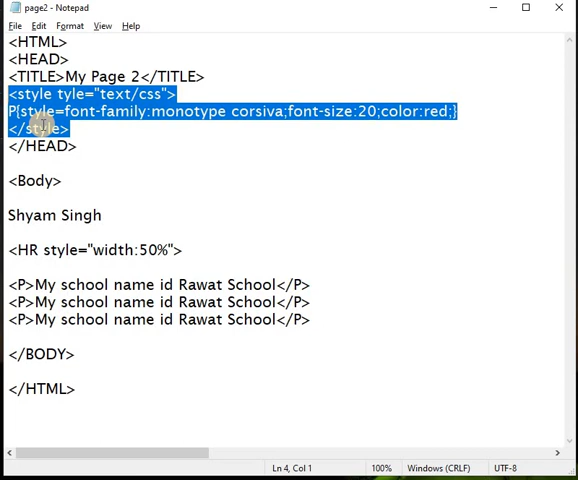 page2 - Notepad
File Edit Format View Help
<HTML>
<HEAD>
<TITLE>My Page 2</TITLE>
<style tyle="text/css">
P{style=font-family:monotype corsiva;font-size:20;color:red;}
</style>
</HEAD>
<Body>
Shyam Singh
<HR style="width:50%">
<P>My school name id Rawat School</P>
<P>My school name id Rawat School</P>
<P>My school name id Rawat School</P>
</BODY>
</HTML>
Ln 4, Col 1 100% Windows (CRLF) UTF-8